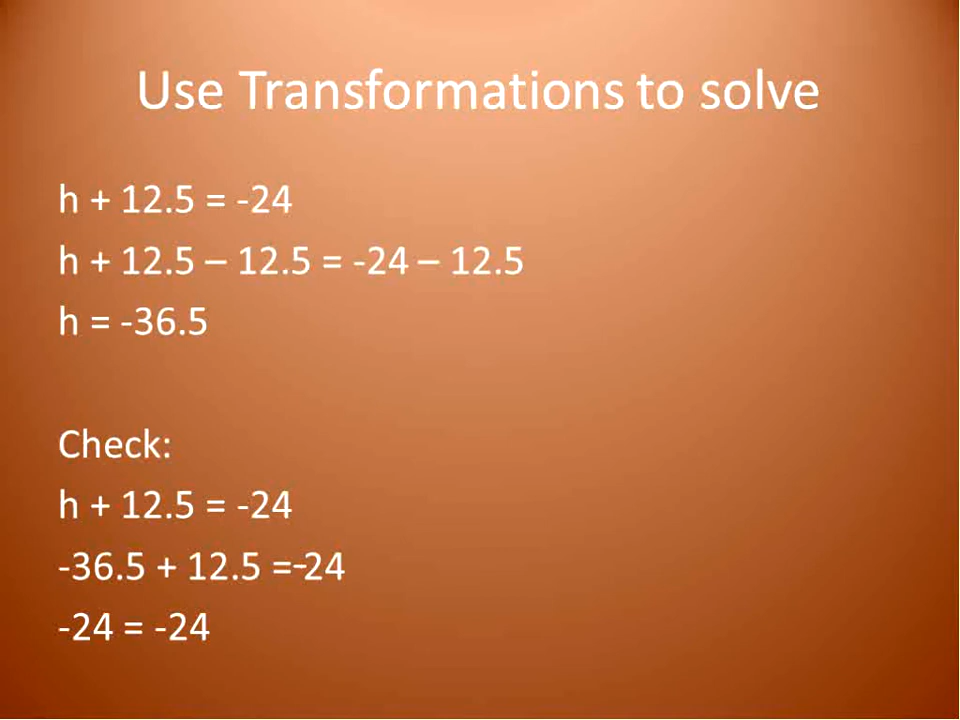 Use Transformations to solve
h + 12.5 = -24
h + 12.5 – 12.5 = -24 – 12.5
h = -36.5
Check:
h + 12.5 = -24
-36.5 + 12.5 =-24
-24 = -24